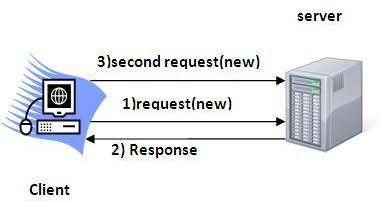 server
3)second request(new)
1)request(new)
2) Response
Client